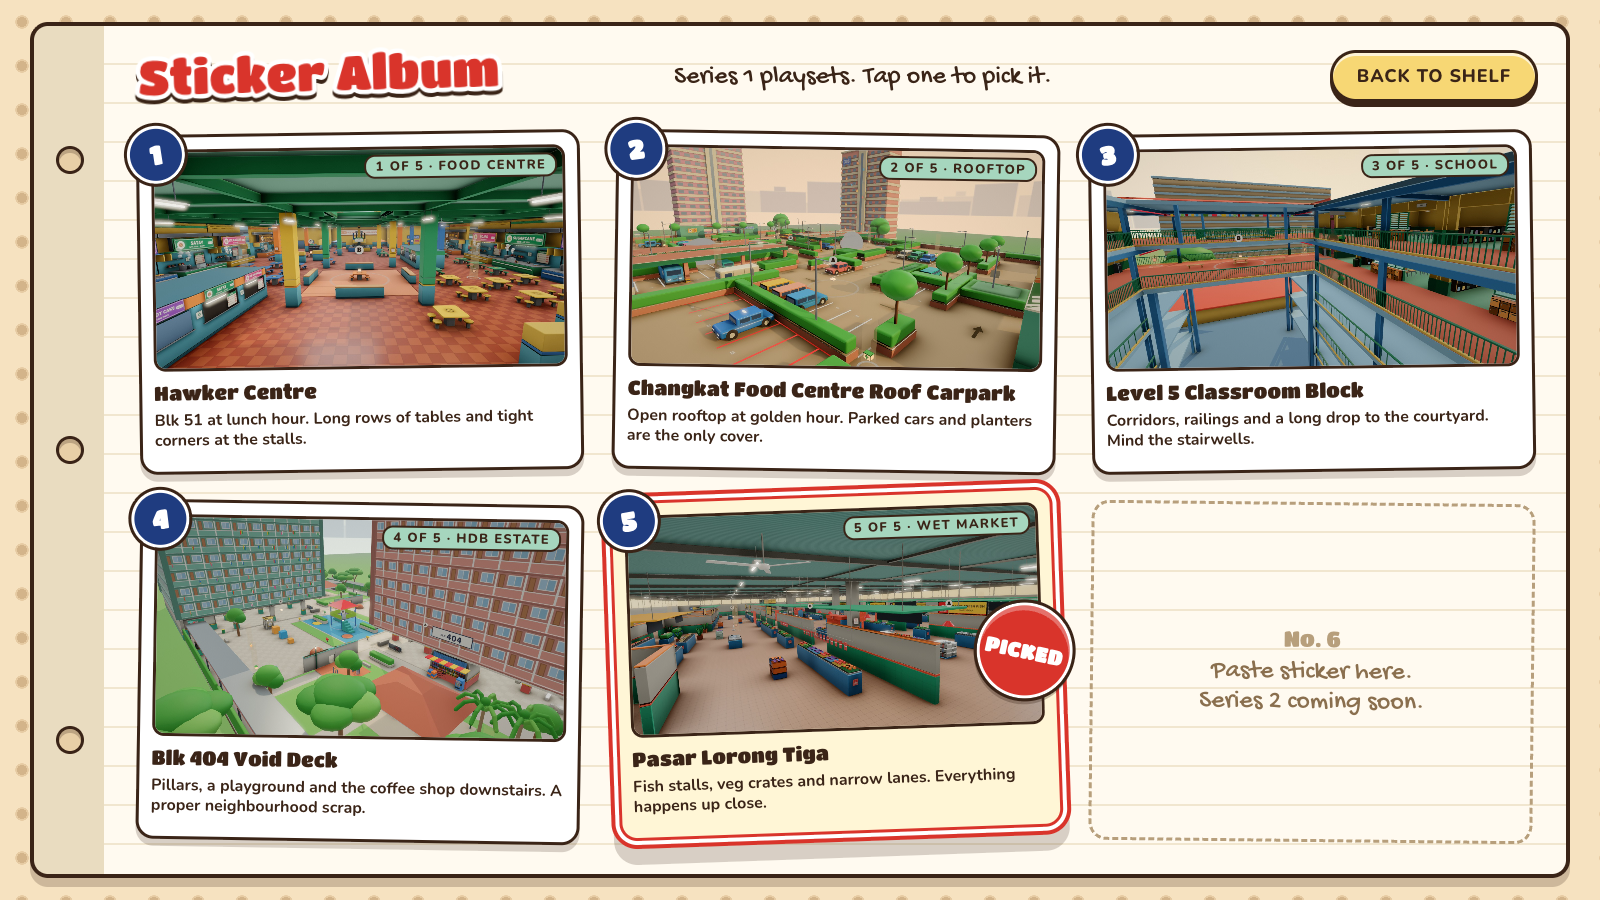 Sticker Album
Series 1 playsets. Tap one to pick it.
BACK TO SHELF
1
1 OF 5 · FOOD CENTRE
Hawker Centre
Blk 51 at lunch hour. Long rows of tables and tight
corners at the stalls.
2
2 OF 5 · ROOFTOP
Changkat Food Centre Roof Carpark
Open rooftop at golden hour. Parked cars and planters
are the only cover.
3
3 OF 5 · SCHOOL
Level 5 Classroom Block
Corridors, railings and a long drop to the courtyard.
Mind the stairwells.
4
4 OF 5 · HDB ESTATE
404
Blk 404 Void Deck
Pillars, a playground and the coffee shop downstairs. A
proper neighbourhood scrap.
5
5 OF 5 · WET MARKET
PICKED
Pasar Lorong Tiga
Fish stalls, veg crates and narrow lanes. Everything
happens up close.
No. 6
Paste sticker here.
Series 2 coming soon.